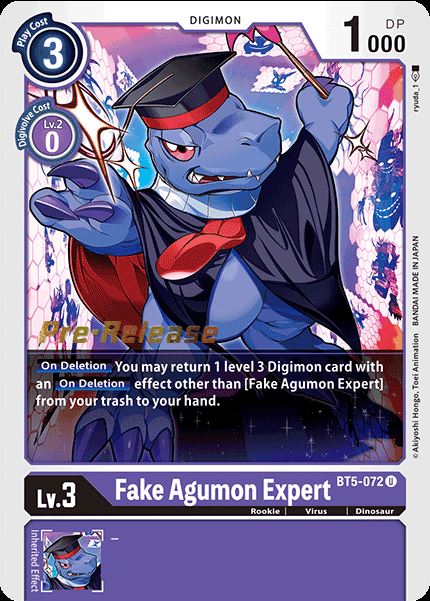 Play Cost
3
DIGIMON
DP
1000
Digivolve Cost
Lv.2
0
ryuda_1
Pre-Release
On Deletion You may return 1 level 3 Digimon card with
an On Deletion effect other than [Fake Agumon Expert]
from your trash to your hand.
© Akiyoshi Hongo, Toei Animation BANDAI MADE IN JAPAN
Lv.3
Fake Agumon Expert
BT5-072 U
Rookie | Virus | Dinosaur
Inherited Effect
–